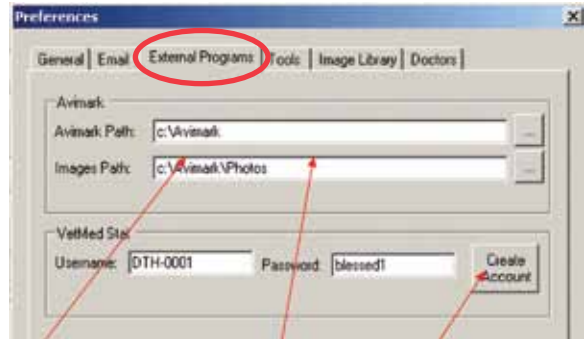 Preferences
General Email External Programs Tools Image Library Doctors
Avimark
Avimark Path: c:\Avimark
...
Images Path: c:\Avimark\Photos
...
VetMed Stat
Username: DTH-0001 Password: blessed1 Create Account